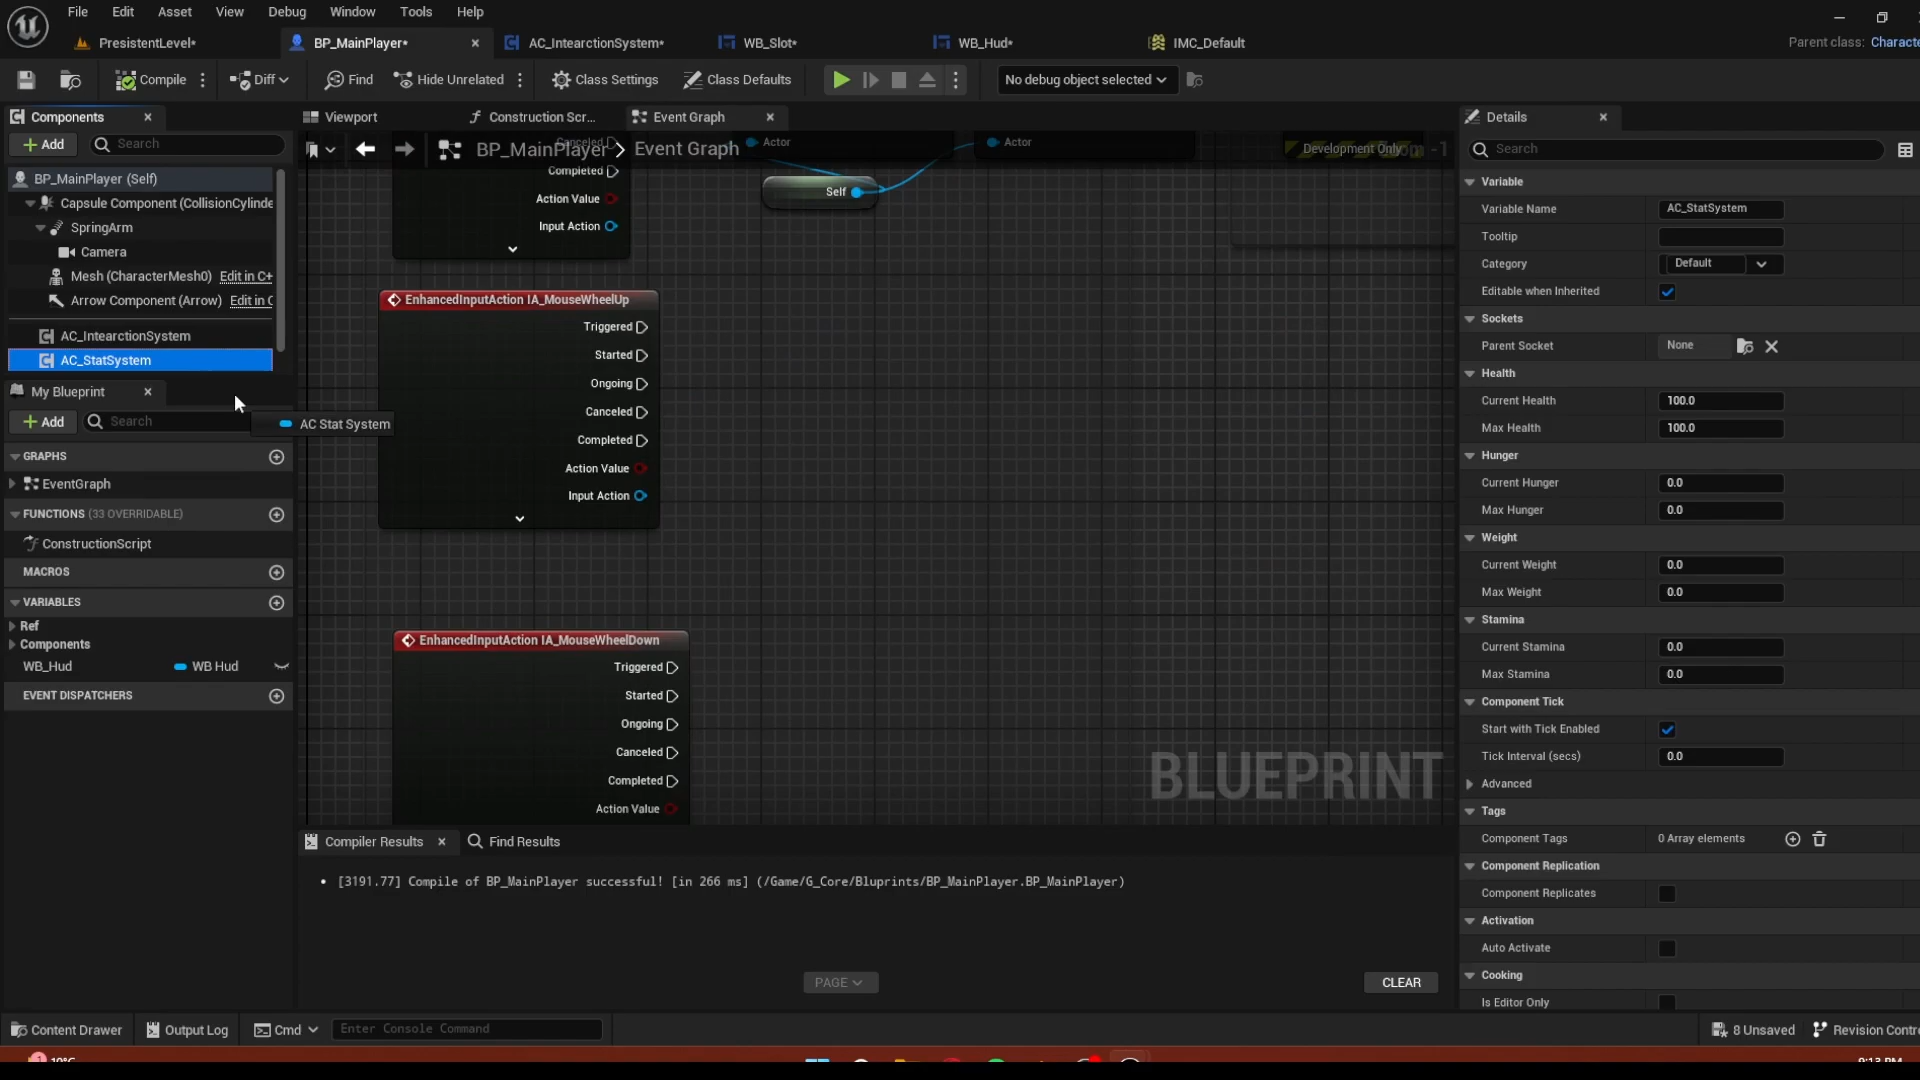 File Edit Asset View Debug Window Tools Help
PresistentLevel* BP_MainPlayer* AC_IntearctionSystem* WB_Slot* WB_Hud* IMC_Default
Parent class: Characte
Compile Diff Find Hide Unrelated Class Settings Class Defaults No debug object selected
Components
Add Search
BP_MainPlayer (Self)
Capsule Component (CollisionCylinde
SpringArm
Camera
Mesh (CharacterMesh0) Edit in C+
Arrow Component (Arrow) Edit in C
AC_IntearctionSystem
AC_StatSystem
My Blueprint
Add Search
AC Stat System
GRAPHS
EventGraph
FUNCTIONS (33 OVERRIDABLE)
ConstructionScript
MACROS
VARIABLES
Ref
Components
WB_Hud WB Hud
EVENT DISPATCHERS
Viewport Construction Scr... Event Graph
BP_MainPlayer > Event Graph
Canceled
Completed
Action Value
Input Action
Actor
Actor
Self
Development Only
-1
EnhancedInputAction IA_MouseWheelUp
Triggered
Started
Ongoing
Canceled
Completed
Action Value
Input Action
EnhancedInputAction IA_MouseWheelDown
Triggered
Started
Ongoing
Canceled
Completed
Action Value
BLUEPRINT
Compiler Results Find Results
• [3191.77] Compile of BP_MainPlayer successful! [in 266 ms] (/Game/G_Core/Bluprints/BP_MainPlayer.BP_MainPlayer)
PAGE
CLEAR
Details
Search
Variable
Variable Name AC_StatSystem
Tooltip
Category Default
Editable when Inherited
Sockets
Parent Socket None
Health
Current Health 100.0
Max Health 100.0
Hunger
Current Hunger 0.0
Max Hunger 0.0
Weight
Current Weight 0.0
Max Weight 0.0
Stamina
Current Stamina 0.0
Max Stamina 0.0
Component Tick
Start with Tick Enabled
Tick Interval (secs) 0.0
Advanced
Tags
Component Tags 0 Array elements
Component Replication
Component Replicates
Activation
Auto Activate
Cooking
Is Editor Only
Content Drawer Output Log Cmd Enter Console Command 8 Unsaved Revision Contro